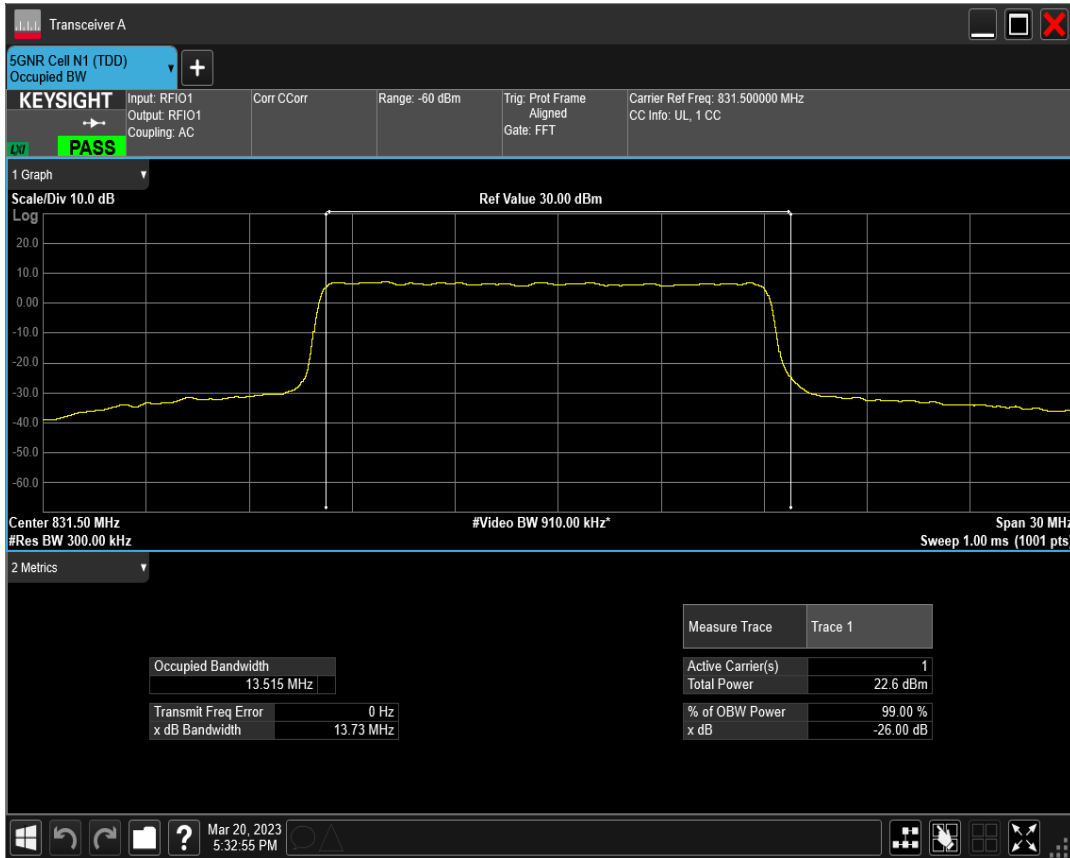 Transceiver A
5GNR Cell N1 (TDD)
Occupied BW
+
KEYSIGHT
LXI
PASS
Input: RFIO1
Output: RFIO1
Coupling: AC
Corr CCorr
Range: -60 dBm
Trig: Prot Frame
Aligned
Gate: FFT
Carrier Ref Freq: 831.500000 MHz
CC Info: UL, 1 CC
1 Graph
Scale/Div 10.0 dB
Ref Value 30.00 dBm
Log
20.0
10.0
0.00
-10.0
-20.0
-30.0
-40.0
-50.0
-60.0
Center 831.50 MHz
#Video BW 910.00 kHz*
Span 30 MHz
#Res BW 300.00 kHz
Sweep 1.00 ms (1001 pts)
2 Metrics
Measure Trace Trace 1
Occupied Bandwidth
13.515 MHz
Transmit Freq Error 0 Hz
x dB Bandwidth 13.73 MHz
Active Carrier(s) 1
Total Power 22.6 dBm
% of OBW Power 99.00 %
x dB -26.00 dB
?
Mar 20, 2023
5:32:55 PM